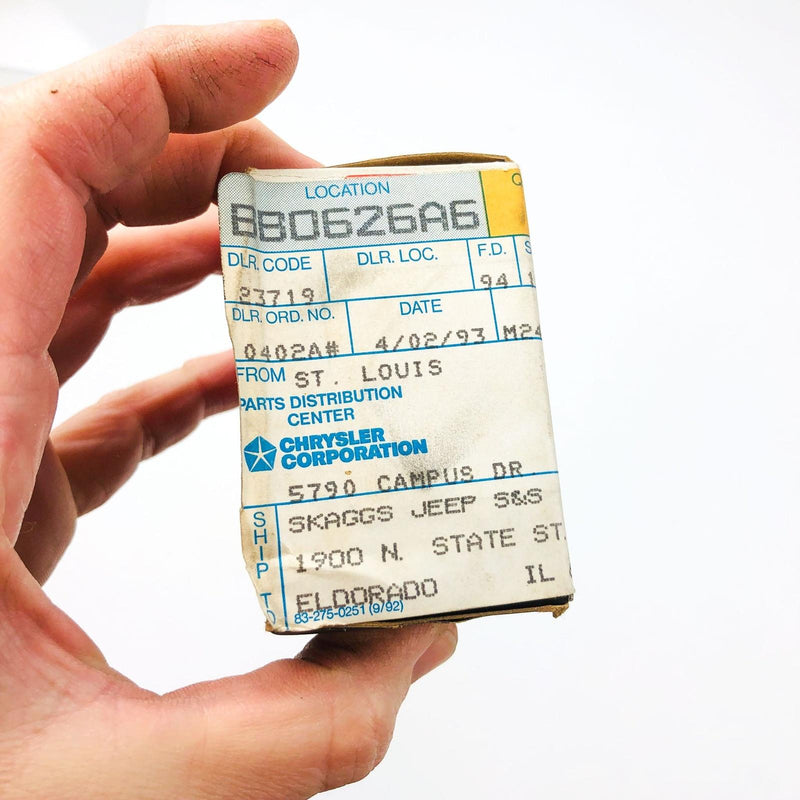 LOCATION Q
BB0626A6
DLR. CODE DLR. LOC. F.D. S
23719 94 1
DLR. ORD. NO. DATE
0402A# 4/02/93 M24
FROM ST. LOUIS
PARTS DISTRIBUTION
CENTER
CHRYSLER
CORPORATION
5790 CAMPUS DR.
SHIP TO
SKAGGS JEEP S&S
1900 N. STATE ST.
ELDORADO IL
83-275-0251 (9/92)